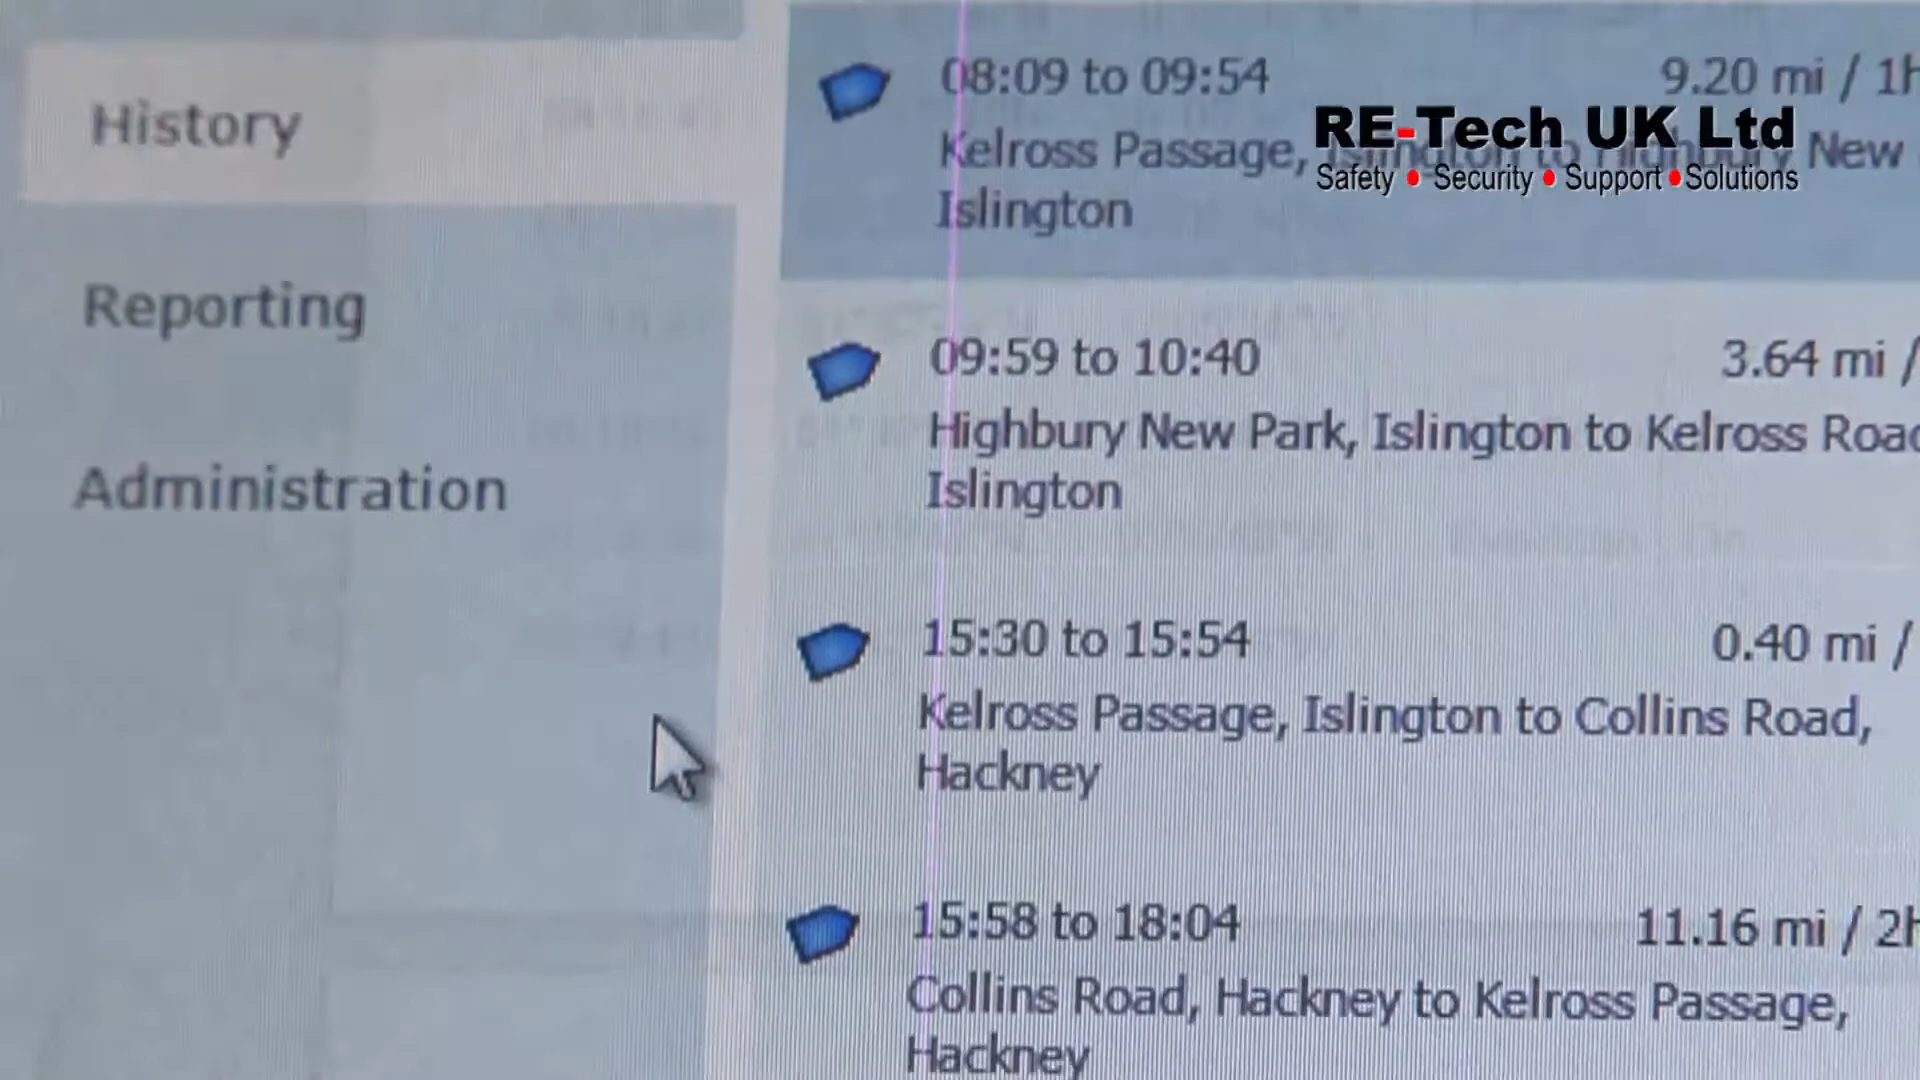 History
Reporting
Administration
08:09 to 09:54 9.20 mi / 1h
Kelross Passage, Islington to Highbury New
Islington
RE-Tech UK Ltd
Safety • Security • Support • Solutions
09:59 to 10:40 3.64 mi /
Highbury New Park, Islington to Kelross Road
Islington
15:30 to 15:54 0.40 mi /
Kelross Passage, Islington to Collins Road,
Hackney
15:58 to 18:04 11.16 mi / 2h
Collins Road, Hackney to Kelross Passage,
Hackney